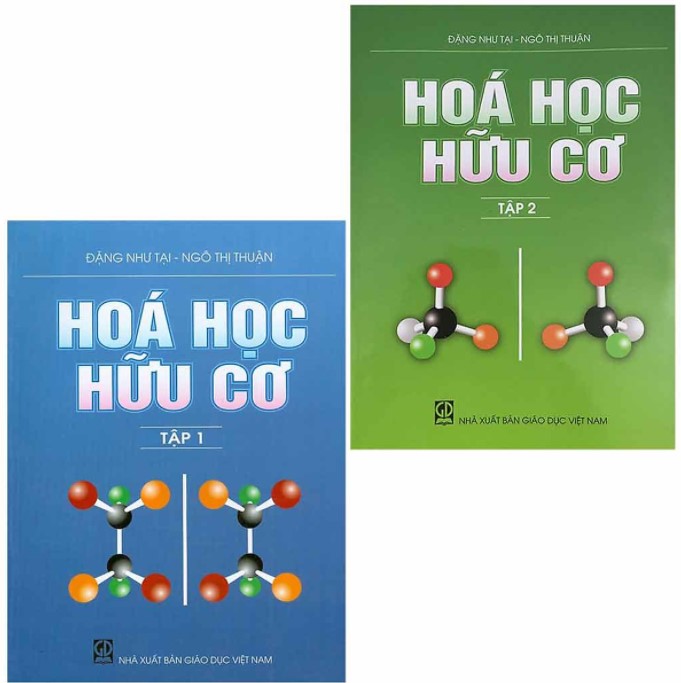 ĐẶNG NHƯ TẠI - NGÔ THỊ THUẬN
HOÁ HỌC
HỮU CƠ
TẬP 2
GD
NHÀ XUẤT BẢN GIÁO DỤC VIỆT NAM
ĐẶNG NHƯ TẠI - NGÔ THỊ THUẬN
HOÁ HỌC
HỮU CƠ
TẬP 1
GD
NHÀ XUẤT BẢN GIÁO DỤC VIỆT NAM